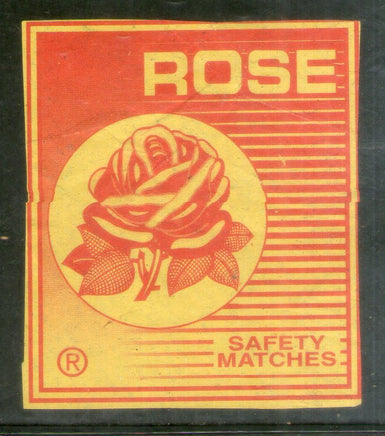 ROSE
SAFETY
MATCHES
®